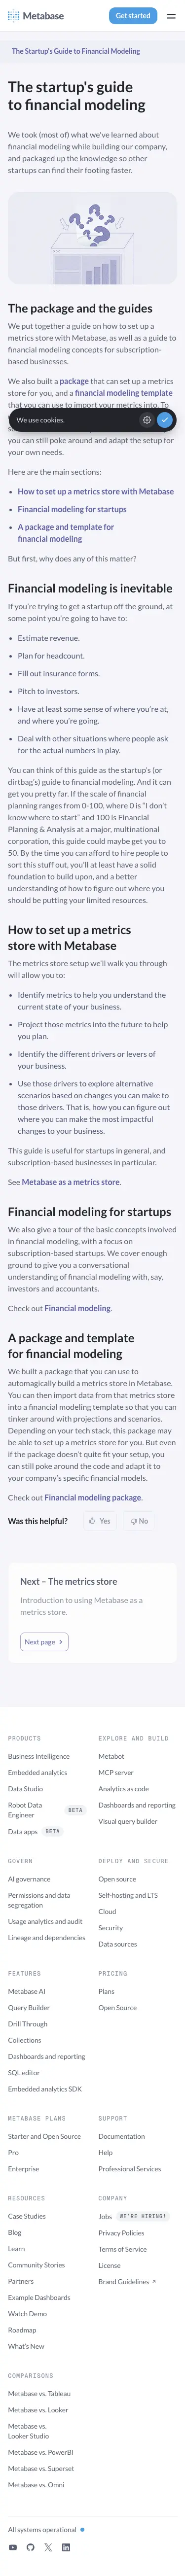 Metabase
Get started
The Startup's Guide to Financial Modeling
The startup's guide
to financial modeling
We took (most of) what we've learned about
financial modeling while building our company,
and packaged up the knowledge so other
startups can find their footing faster.
The package and the guides
We put together a guide on how to set up a
metrics store with Metabase, as well as a guide to
financial modeling concepts for subscription-
based businesses.
We also built a package that can set up a metrics
store for you, and a financial modeling template
that you can use to import your metrics into. To
We use cookies.
you can still poke around and adapt the setup to
your own needs.
Here are the main sections:
How to set up a metrics store with Metabase
Financial modeling for startups
A package and template for
financial modeling
But first, why does any of this matter?
Financial modeling is inevitable
If you're trying to get a startup off the ground, at
some point you're going to have to:
Estimate revenue.
Plan for headcount.
Fill out insurance forms.
Pitch to investors.
Have at least some sense of where you're at,
and where you're going.
Deal with other situations where people ask
for the actual numbers in play.
You can think of this guide as the startup's (or
dirtbag's) guide to financial modeling. And it can
get you pretty far. If the scale of financial
planning ranges from 0-100, where 0 is "I don't
know where to start" and 100 is Financial
Planning & Analysis at a major, multinational
corporation, this guide could maybe get you to
50. By the time you can afford to hire people to
sort this stuff out, you'll at least have a solid
foundation to build upon, and a better
understanding of how to figure out where you
should be putting your limited resources.
How to set up a metrics
store with Metabase
The metrics store setup we'll walk you through
will allow you to:
Identify metrics to help you understand the
current state of your business.
Project those metrics into the future to help
you plan.
Identify the different drivers or levers of
your business.
Use those drivers to explore alternative
scenarios based on changes you can make to
those drivers. That is, how you can figure out
where you can make the most impactful
changes to your business.
This guide is useful for startups in general, and
subscription-based businesses in particular.
See Metabase as a metrics store.
Financial modeling for startups
We also give a tour of the basic concepts involved
in financial modeling, with a focus on
subscription-based startups. We cover enough
ground to give you a conversational
understanding of financial modeling with, say,
investors and accountants.
Check out Financial modeling.
A package and template
for financial modeling
We built a package that you can use to
automagically build a metrics store in Metabase.
You can then import data from that metrics store
into a modeling template so that you can start
tinkering around with projections and scenarios.
Depending on your tech stack, this package may
be able to set up a metrics store for you. But even
if the package doesn't quite fit your setup, you
can still poke around the code and adapt it to
your company's specific financial models.
Check out Financial modeling package.
Was this helpful?
Yes
No
Next – The metrics store
Introduction to using Metabase as a
metrics store.
Next page
PRODUCTS
Business Intelligence
Embedded analytics
Data Studio
Robot Data
Engineer
BETA
Data apps BETA
EXPLORE AND BUILD
Metabot
MCP server
Analytics as code
Dashboards and reporting
Visual query builder
GOVERN
AI governance
Permissions and data
segregation
Usage analytics and audit
Lineage and dependencies
DEPLOY AND SECURE
Open source
Self-hosting and LTS
Cloud
Security
Data sources
FEATURES
Metabase AI
Query Builder
Drill Through
Collections
Dashboards and reporting
SQL editor
Embedded analytics SDK
PRICING
Plans
Open Source
METABASE PLANS
Starter and Open Source
Pro
Enterprise
SUPPORT
Documentation
Help
Professional Services
RESOURCES
Case Studies
Blog
Learn
Community Stories
Partners
Example Dashboards
Watch Demo
Roadmap
What's New
COMPANY
Jobs WE'RE HIRING!
Privacy Policies
Terms of Service
License
Brand Guidelines ↗
COMPARISONS
Metabase vs. Tableau
Metabase vs. Looker
Metabase vs.
Looker Studio
Metabase vs. PowerBI
Metabase vs. Superset
Metabase vs. Omni
All systems operational